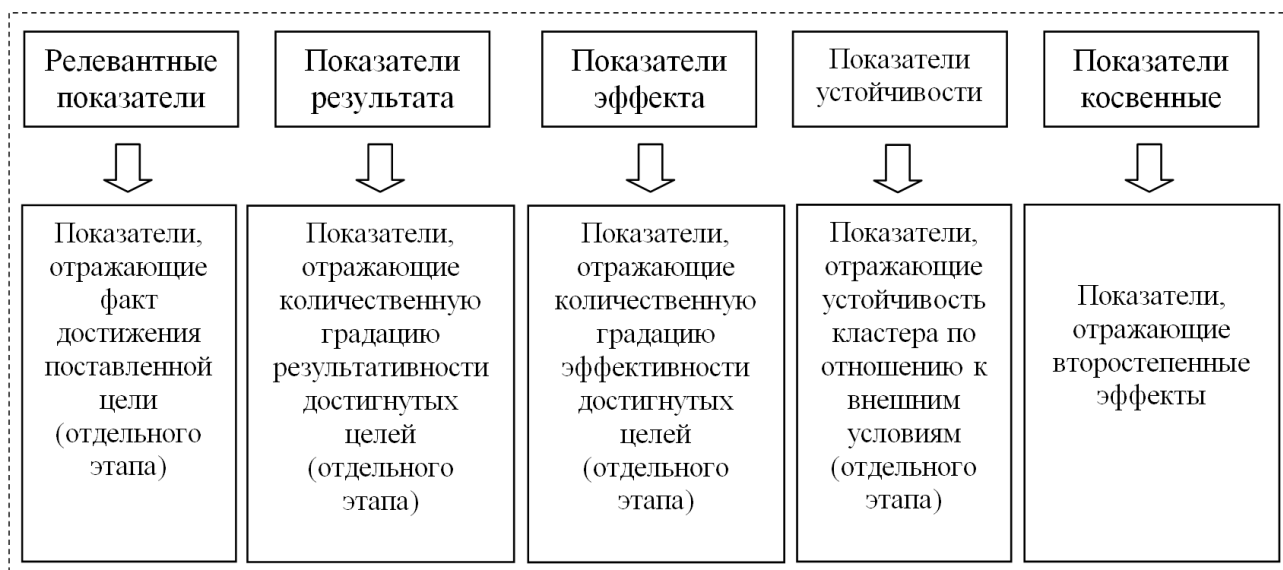 Релевантные
показатели
Показатели
результата
Показатели
эффекта
Показатели
устойчивости
Показатели
косвенные
Показатели,
отражающие
факт
достижения
поставленной
цели
(отдельного
этапа)
Показатели,
отражающие
количественную
градацию
результативности
достигнутых
целей
(отдельного
этапа)
Показатели,
отражающие
количественную
градацию
эффективности
достигнутых
целей
(отдельного
этапа)
Показатели,
отражающие
устойчивость
кластера по
отношению к
внешним
условиям
(отдельного
этапа)
Показатели,
отражающие
второстепенные
эффекты